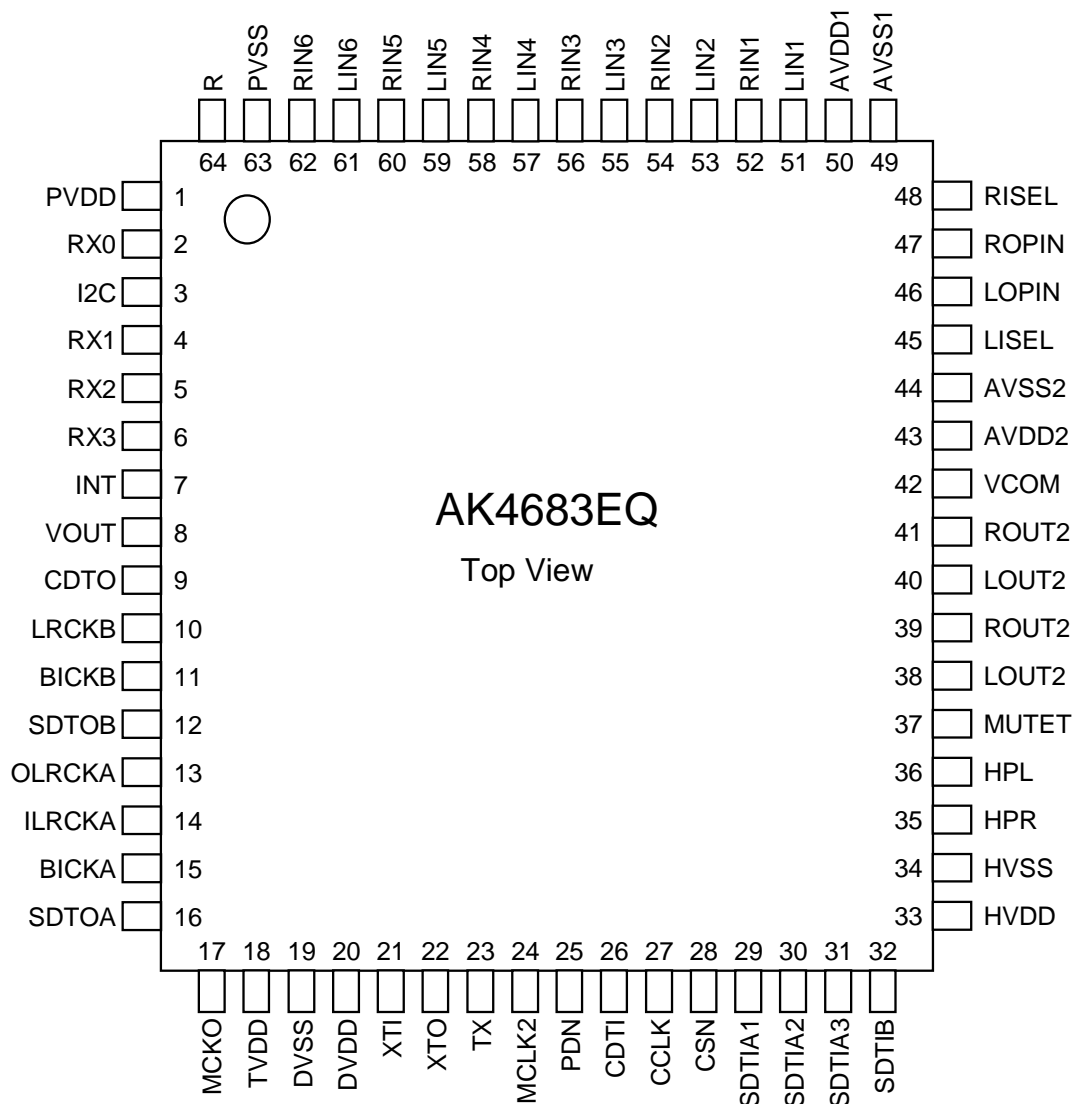 R PVSS RIN6 LIN6 RIN5 LIN5 RIN4 LIN4 RIN3 LIN3 RIN2 LIN2 RIN1 LIN1 AVDD1 AVSS1
64 63 62 61 60 59 58 57 56 55 54 53 52 51 50 49
PVDD 1 48 RISEL
RX0 2 47 ROPIN
I2C 3 46 LOPIN
RX1 4 45 LISEL
RX2 5 44 AVSS2
RX3 6 43 AVDD2
INT 7 42 VCOM
AK4683EQ
VOUT 8 41 ROUT2
Top View
CDTO 9 40 LOUT2
LRCKB 10 39 ROUT2
BICKB 11 38 LOUT2
SDTOB 12 37 MUTET
OLRCKA 13 36 HPL
ILRCKA 14 35 HPR
BICKA 15 34 HVSS
SDTOA 16 33 HVDD
17 18 19 20 21 22 23 24 25 26 27 28 29 30 31 32
MCKO TVDD DVSS DVDD XTI XTO TX MCLK2 PDN CDTI CCLK CSN SDTIA1 SDTIA2 SDTIA3 SDTIB